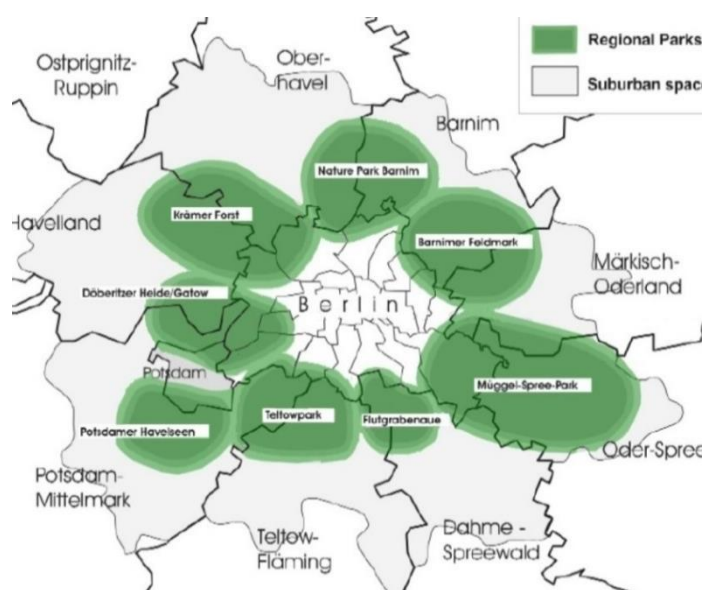 Regional Parks
Suburban space
Ostprignitz-
Ruppin
Ober-
havel
Barnim
Nature Park Barnim
Krämer Forst
Havelland
Barnimer Feldmark
Märkisch-
Oderland
Döberitzer Heide/Gatow
Berlin
Potsdam
Müggel-Spree-Park
Teltowpark
Flutgrabenaue
Potsdamer Havelseen
Oder-Spree
Potsdam-
Mittelmark
Teltow-
Fläming
Dahme -
Spreewald